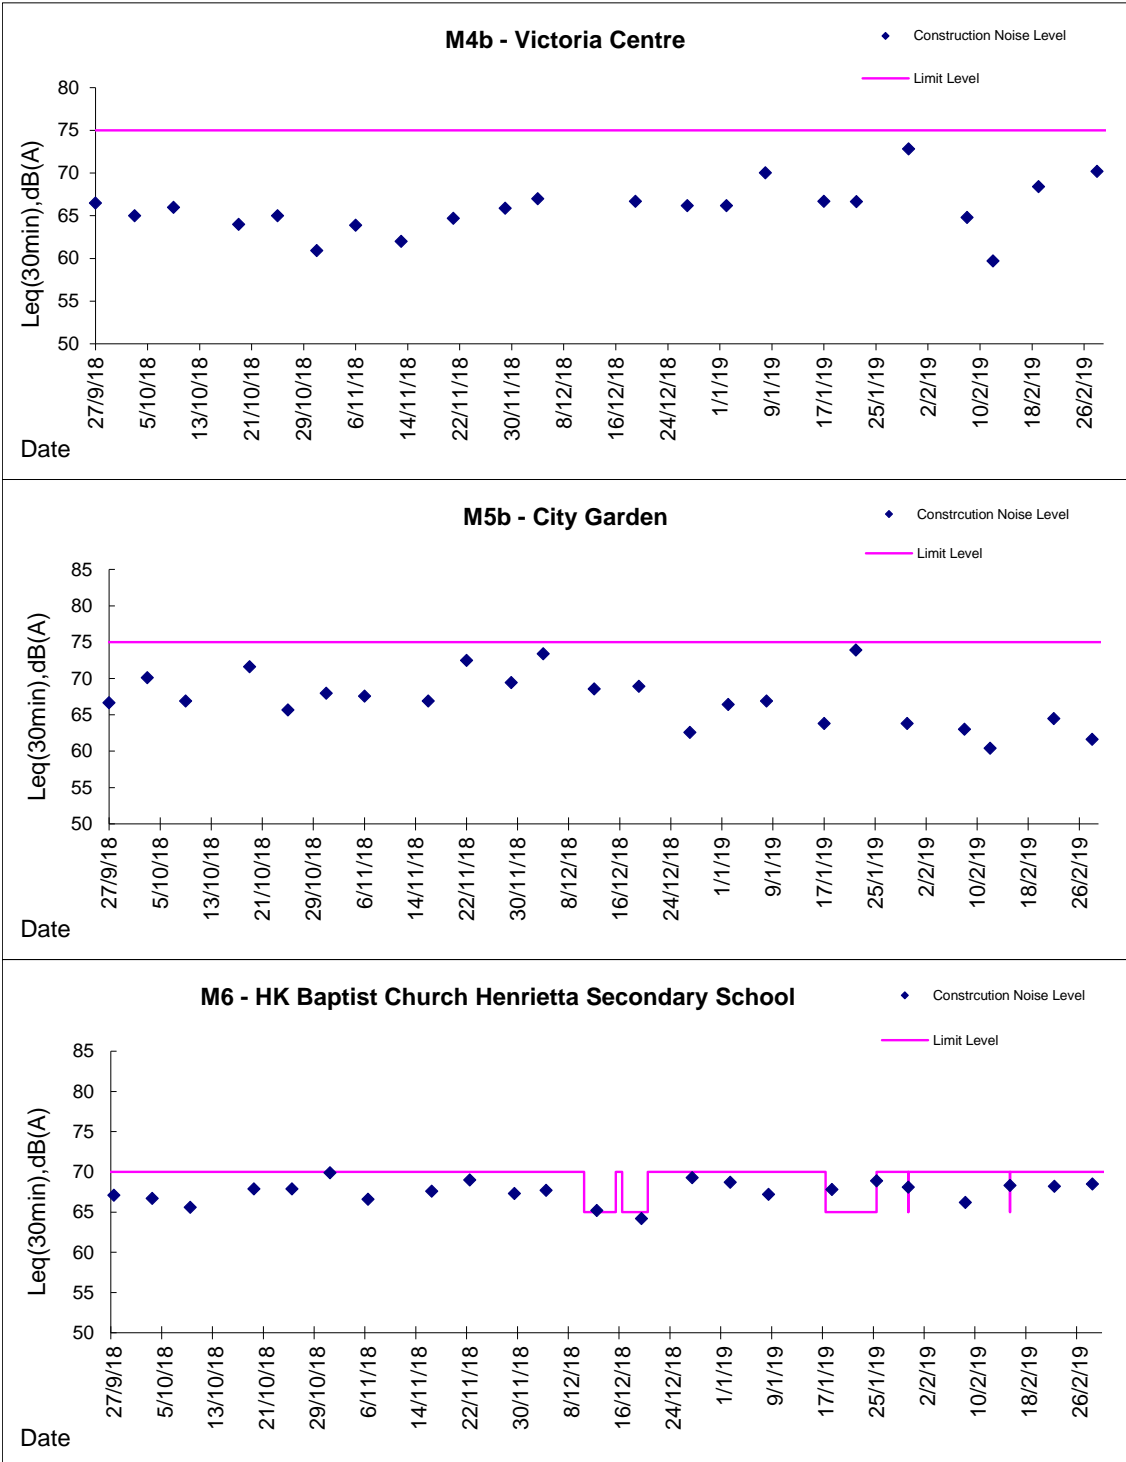 M4b - Victoria Centre
Construction Noise Level
Limit Level
80
75
70
65
60
55
50
Leq(30min),dB(A)
27/9/18 5/10/18 13/10/18 21/10/18 29/10/18 6/11/18 14/11/18 22/11/18 30/11/18 8/12/18 16/12/18 24/12/18 1/1/19 9/1/19 17/1/19 25/1/19 2/2/19 10/2/19 18/2/19 26/2/19
Date
M5b - City Garden
Constrcution Noise Level
Limit Level
85
80
75
70
65
60
55
50
Leq(30min),dB(A)
27/9/18 5/10/18 13/10/18 21/10/18 29/10/18 6/11/18 14/11/18 22/11/18 30/11/18 8/12/18 16/12/18 24/12/18 1/1/19 9/1/19 17/1/19 25/1/19 2/2/19 10/2/19 18/2/19 26/2/19
Date
M6 - HK Baptist Church Henrietta Secondary School
Constrcution Noise Level
Limit Level
85
80
75
70
65
60
55
50
Leq(30min),dB(A)
27/9/18 5/10/18 13/10/18 21/10/18 29/10/18 6/11/18 14/11/18 22/11/18 30/11/18 8/12/18 16/12/18 24/12/18 1/1/19 9/1/19 17/1/19 25/1/19 2/2/19 10/2/19 18/2/19 26/2/19
Date